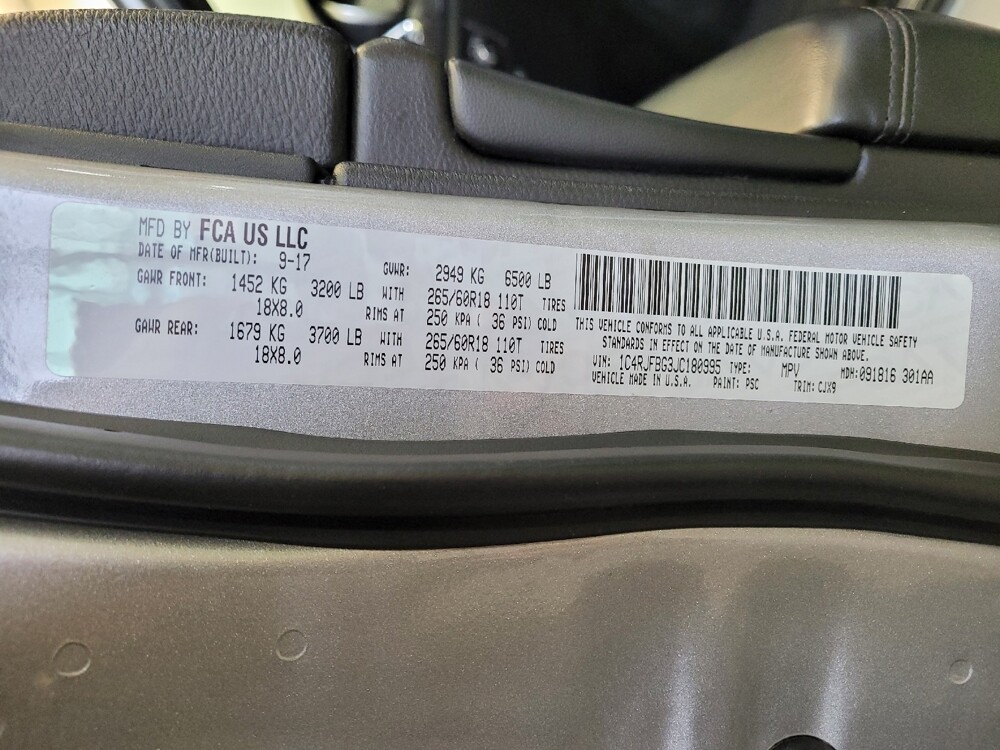 MFD BY FCA US LLC
DATE OF MFR(BUILT): 9-17
GVWR: 2949 KG 6500 LB
GAWR FRONT: 1452 KG 3200 LB WITH 265/60R18 110T TIRES
18X8.0 RIMS AT 250 KPA ( 36 PSI) COLD
GAWR REAR: 1679 KG 3700 LB WITH 265/60R18 110T TIRES
18X8.0 RIMS AT 250 KPA ( 36 PSI) COLD
THIS VEHICLE CONFORMS TO ALL APPLICABLE U.S.A. FEDERAL MOTOR VEHICLE SAFETY
STANDARDS IN EFFECT ON THE DATE OF MANUFACTURE SHOWN ABOVE.
VIN: 1C4RJFBG3JC180995 TYPE: MPV MDH:091816 301AA
VEHICLE MADE IN U.S.A. PAINT: PSC TRIM: CJX9